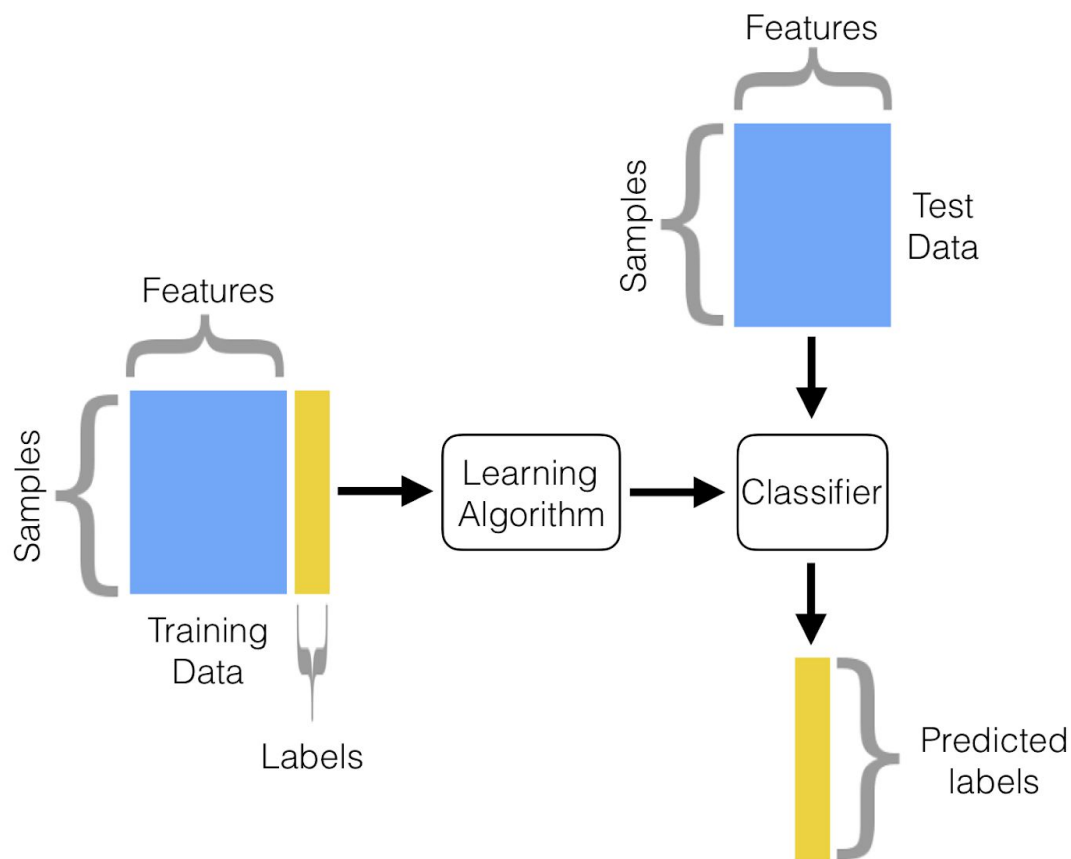 Features
Samples
Test
Data
Features
Samples
Learning
Algorithm
Classifier
Training
Data
Labels
Predicted
labels